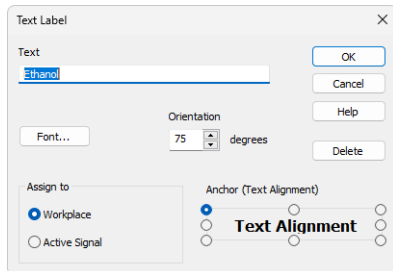 Text Label
Text
Ethanol
OK
Cancel
Help
Delete
Orientation
Font...
75 degrees
Assign to
Workplace
Active Signal
Anchor (Text Alignment)
Text Alignment